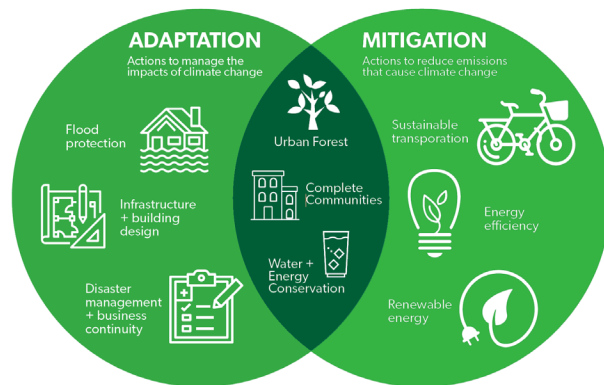 ADAPTATION
Actions to manage the
impacts of climate change
Flood
protection
Infrastructure
+ building
design
Disaster
management
+ business
continuity
Urban Forest
Complete
Communities
Water +
Energy
Conservation
MITIGATION
Actions to reduce emissions
that cause climate change
Sustainable
transporation
Energy
efficiency
Renewable
energy